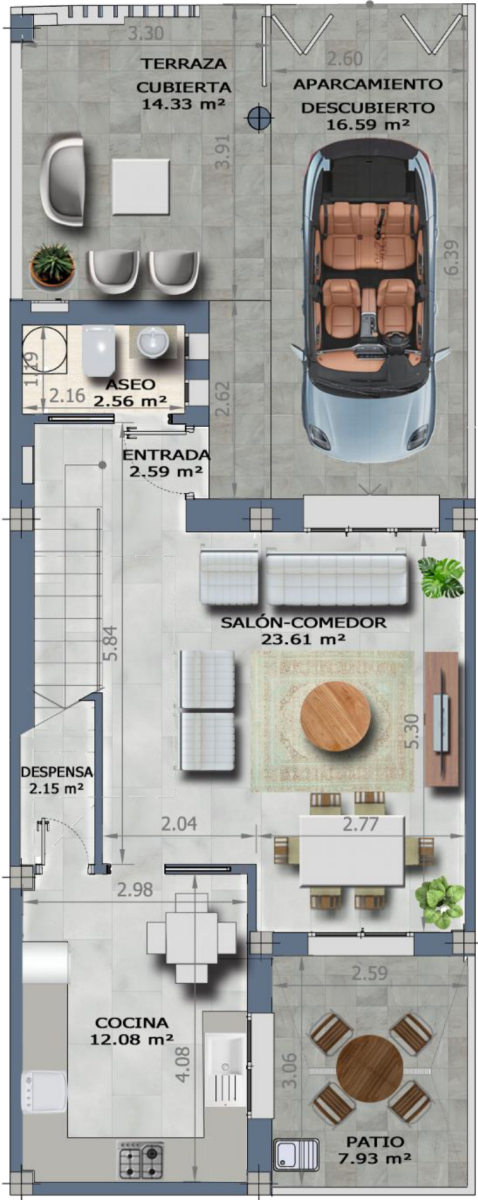 3.30
TERRAZA
CUBIERTA
14.33 m²
2.60
APARCAMIENTO
DESCUBIERTO
16.59 m²
3.91
6.39
1.19
2.16
ASEO
2.56 m²
2.62
ENTRADA
2.59 m²
SALÓN-COMEDOR
23.61 m²
5.84
5.30
DESPENSA
2.15 m²
2.04
2.77
2.98
2.59
COCINA
12.08 m²
4.08
3.06
PATIO
7.93 m²